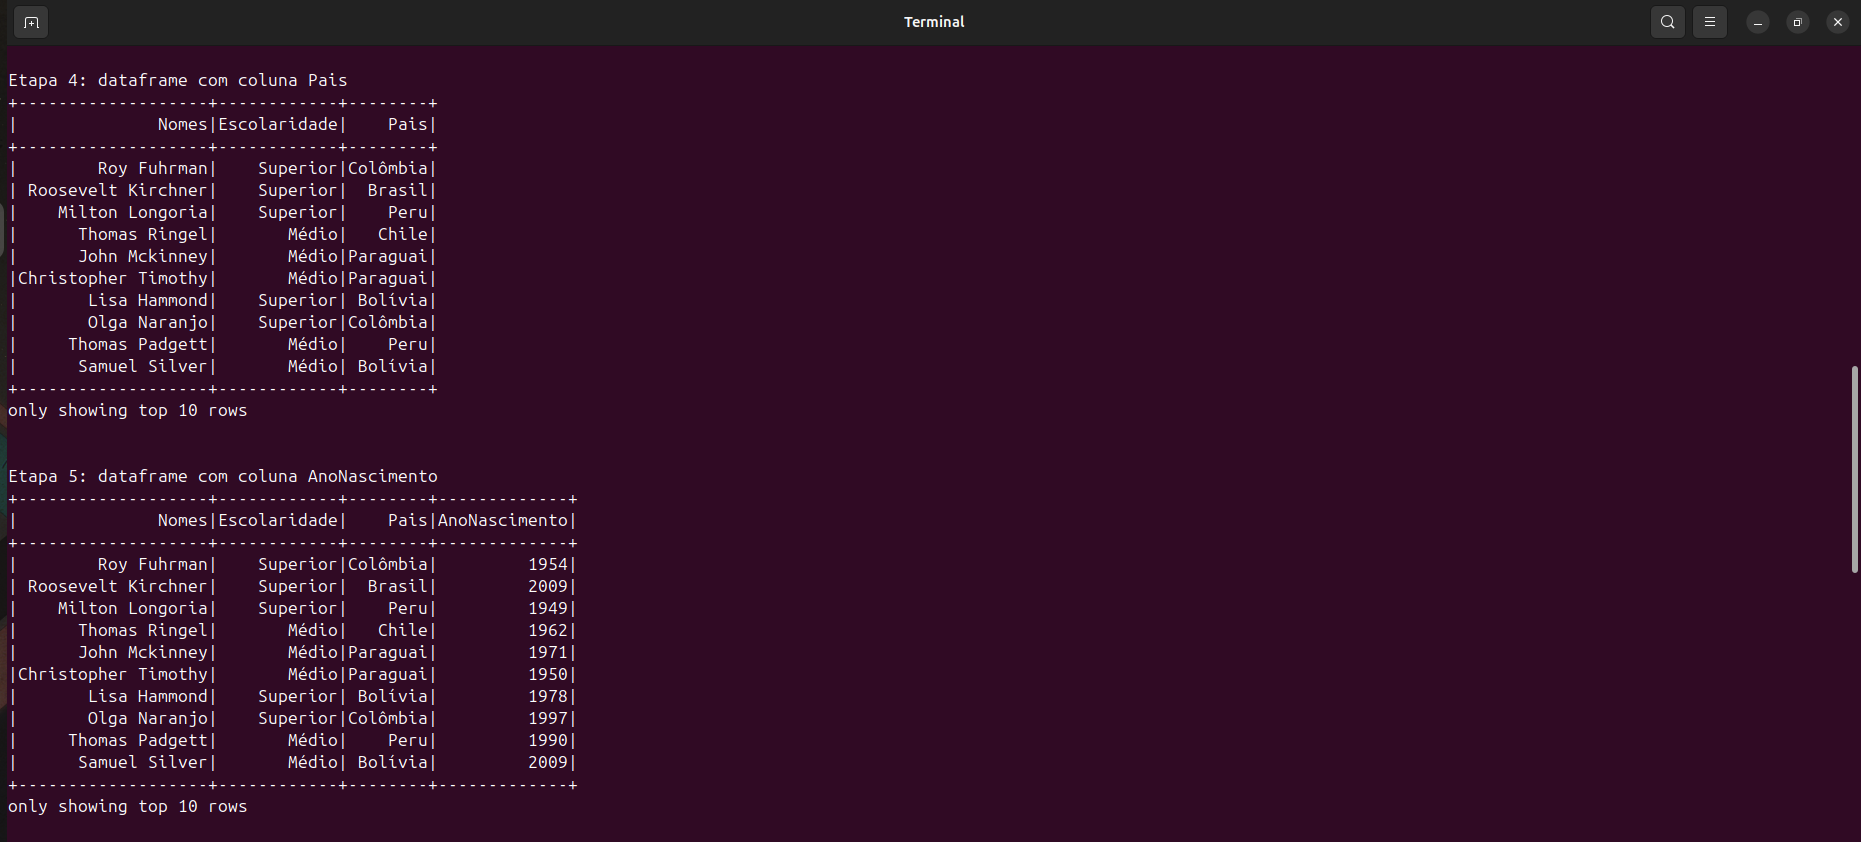 Terminal
Etapa 4: dataframe com coluna Pais
+-------------------+------------+--------+
|              Nomes|Escolaridade|    Pais|
+-------------------+------------+--------+
|        Roy Fuhrman|    Superior|Colômbia|
| Roosevelt Kirchner|    Superior|  Brasil|
|    Milton Longoria|    Superior|    Peru|
|      Thomas Ringel|       Médio|   Chile|
|      John Mckinney|       Médio|Paraguai|
|Christopher Timothy|       Médio|Paraguai|
|       Lisa Hammond|    Superior| Bolívia|
|       Olga Naranjo|    Superior|Colômbia|
|     Thomas Padgett|       Médio|    Peru|
|      Samuel Silver|       Médio| Bolívia|
+-------------------+------------+--------+
only showing top 10 rows
Etapa 5: dataframe com coluna AnoNascimento
+-------------------+------------+--------+-------------+
|              Nomes|Escolaridade|    Pais|AnoNascimento|
+-------------------+------------+--------+-------------+
|        Roy Fuhrman|    Superior|Colômbia|         1954|
| Roosevelt Kirchner|    Superior|  Brasil|         2009|
|    Milton Longoria|    Superior|    Peru|         1949|
|      Thomas Ringel|       Médio|   Chile|         1962|
|      John Mckinney|       Médio|Paraguai|         1971|
|Christopher Timothy|       Médio|Paraguai|         1950|
|       Lisa Hammond|    Superior| Bolívia|         1978|
|       Olga Naranjo|    Superior|Colômbia|         1997|
|     Thomas Padgett|       Médio|    Peru|         1990|
|      Samuel Silver|       Médio| Bolívia|         2009|
+-------------------+------------+--------+-------------+
only showing top 10 rows